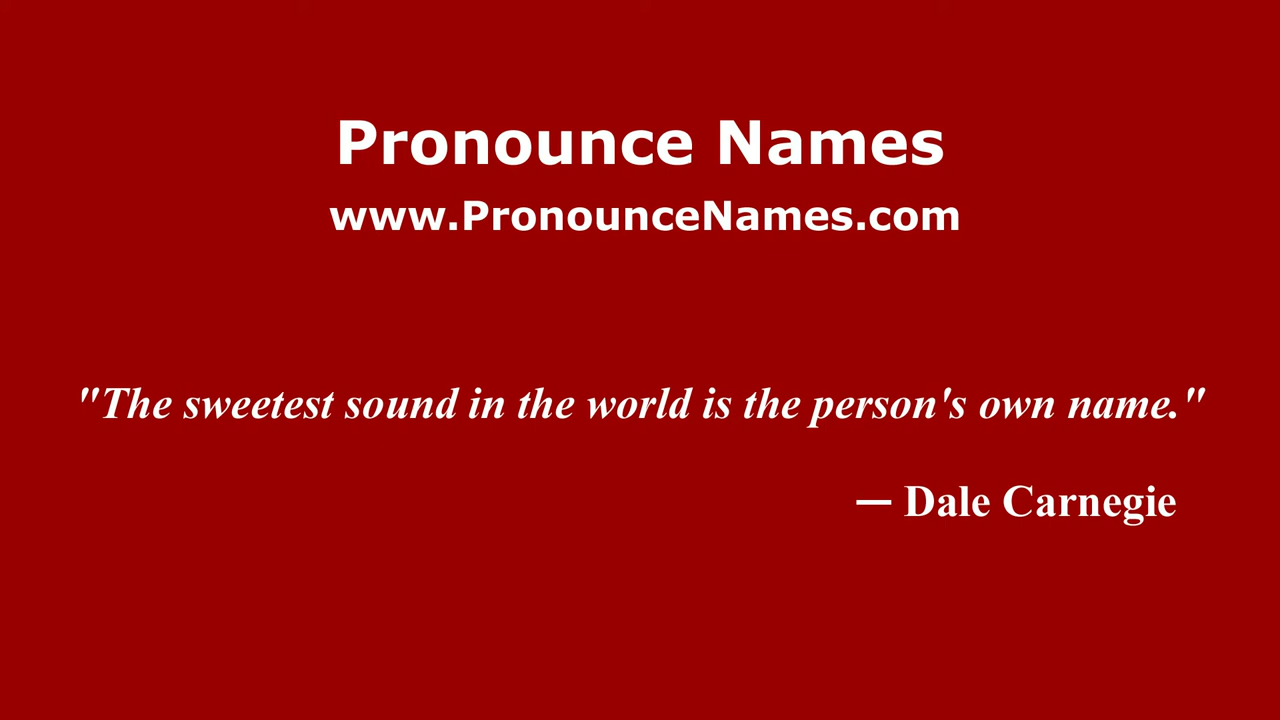 Pronounce Names
www.PronounceNames.com
"The sweetest sound in the world is the person's own name."
— Dale Carnegie